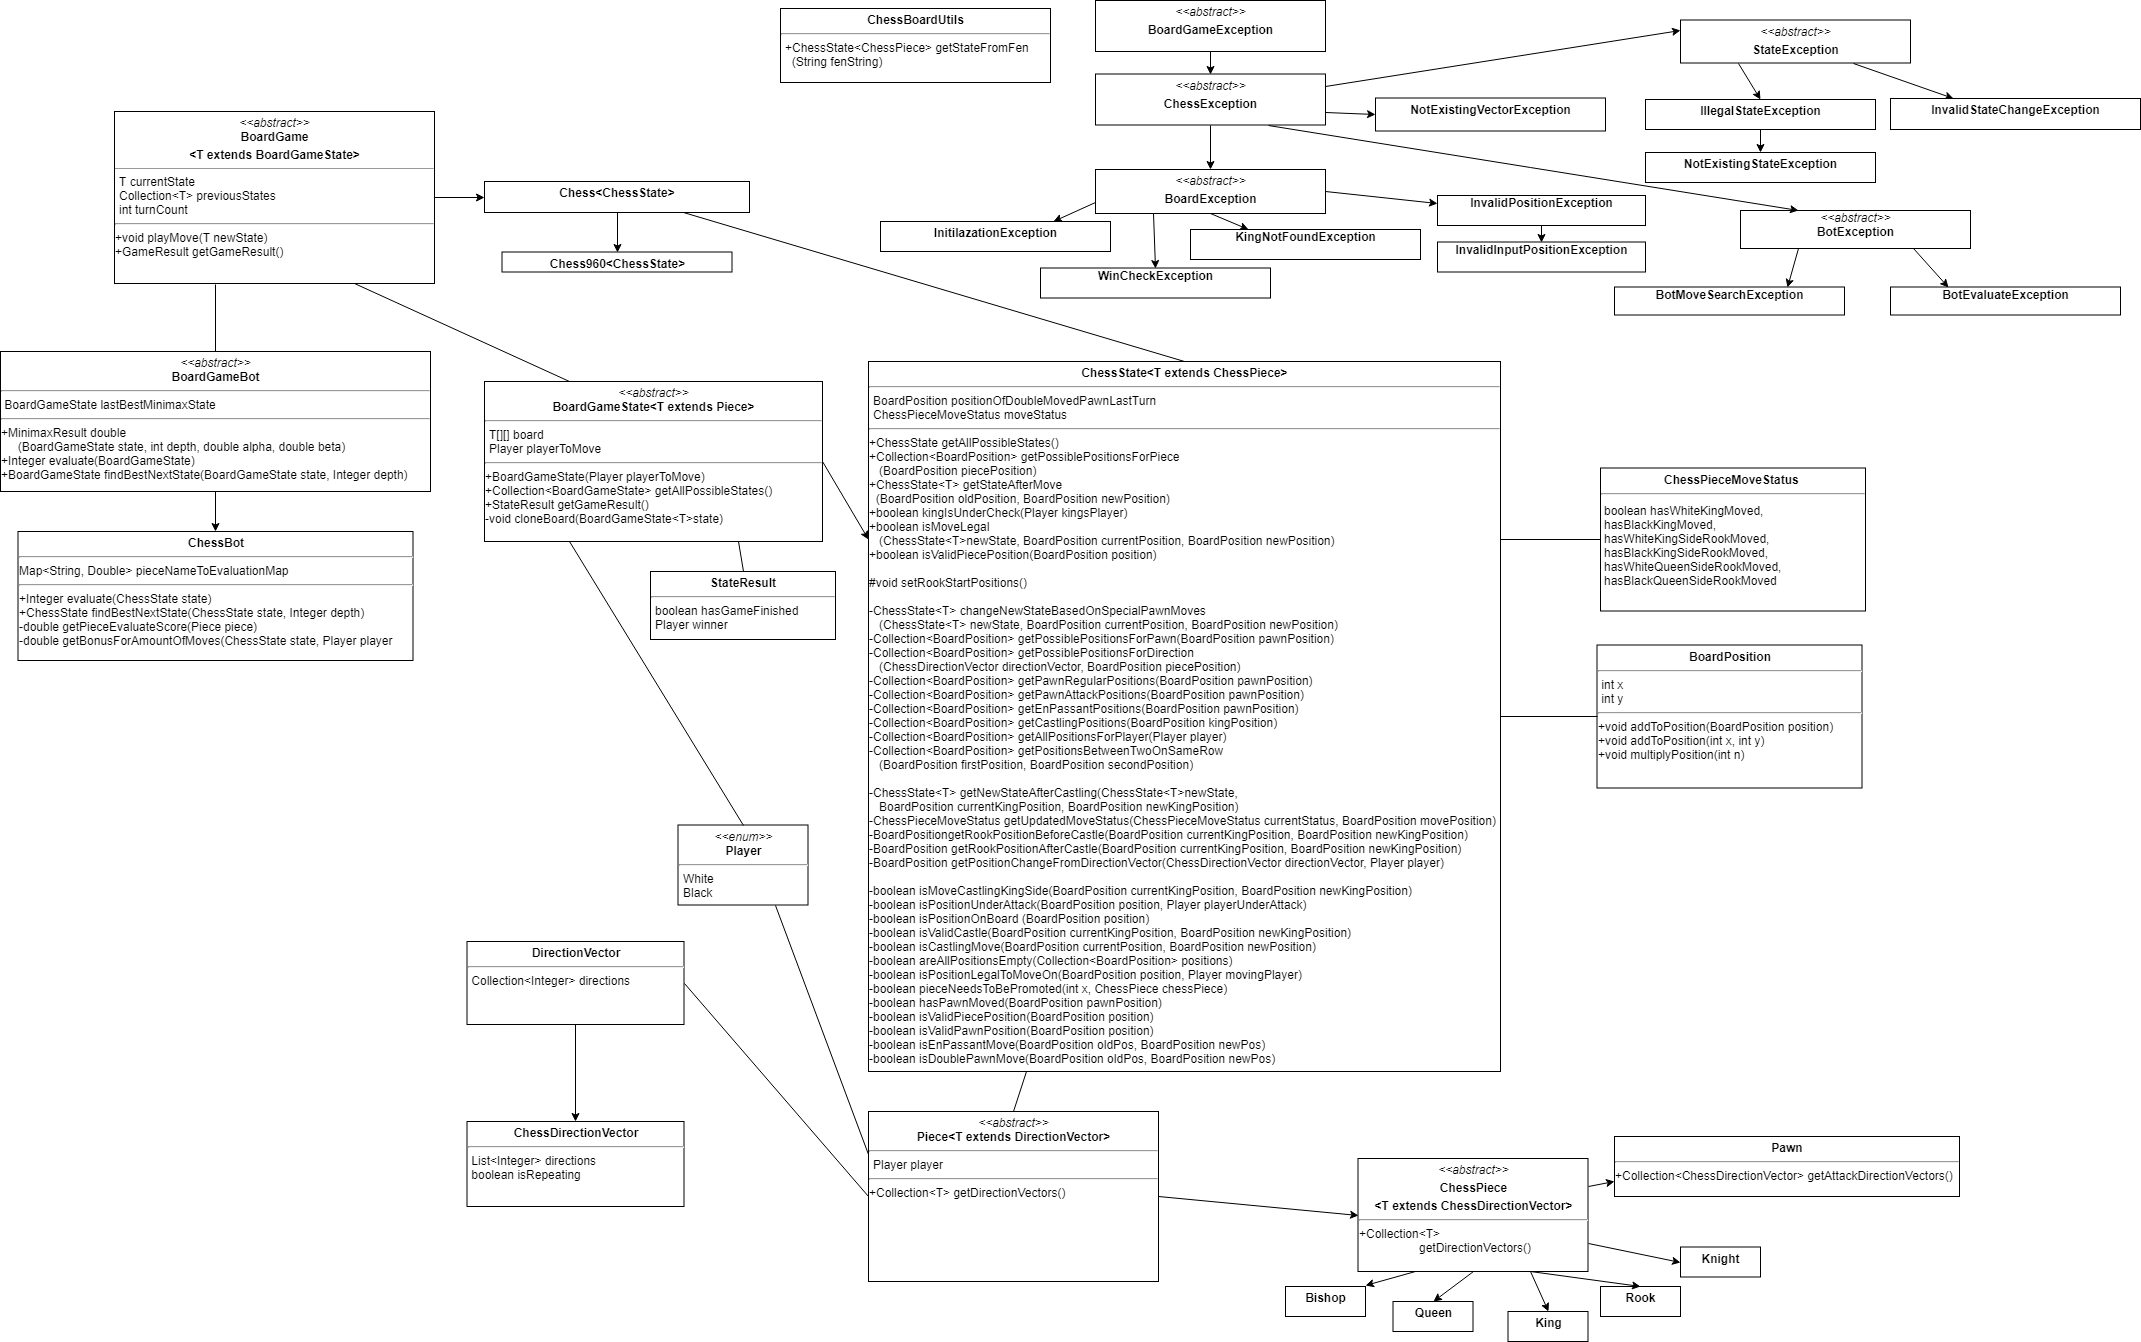 ChessBoardUtils
+ChessState<ChessPiece> getStateFromFen
(String fenString)
<<abstract>>
BoardGameException
<<abstract>>
ChessException
<<abstract>>
StateException
NotExistingVectorException
IllegalStateException
InvalidStateChangeException
NotExistingStateException
<<abstract>>
BoardException
InvalidPositionException
InvalidInputPositionException
InitilazationException
KingNotFoundException
WinCheckException
<<abstract>>
BotException
BotMoveSearchException
BotEvaluateException
<<abstract>>
BoardGame
<T extends BoardGameState>
T currentState
Collection<T> previousStates
int turnCount
+void playMove(T newState)
+GameResult getGameResult()
Chess<ChessState>
Chess960<ChessState>
<<abstract>>
BoardGameBot
BoardGameState lastBestMinimaxState
+MinimaxResult double
(BoardGameState state, int depth, double alpha, double beta)
+Integer evaluate(BoardGameState)
+BoardGameState findBestNextState(BoardGameState state, Integer depth)
ChessBot
Map<String, Double> pieceNameToEvaluationMap
+Integer evaluate(ChessState state)
+ChessState findBestNextState(ChessState state, Integer depth)
-double getPieceEvaluateScore(Piece piece)
-double getBonusForAmountOfMoves(ChessState state, Player player
<<abstract>>
BoardGameState<T extends Piece>
T[][] board
Player playerToMove
+BoardGameState(Player playerToMove)
+Collection<BoardGameState> getAllPossibleStates()
+StateResult getGameResult()
-void cloneBoard(BoardGameState<T>state)
StateResult
boolean hasGameFinished
Player winner
ChessState<T extends ChessPiece>
BoardPosition positionOfDoubleMovedPawnLastTurn
ChessPieceMoveStatus moveStatus
+ChessState getAllPossibleStates()
+Collection<BoardPosition> getPossiblePositionsForPiece
(BoardPosition piecePosition)
+ChessState<T> getStateAfterMove
(BoardPosition oldPosition, BoardPosition newPosition)
+boolean kingIsUnderCheck(Player kingsPlayer)
+boolean isMoveLegal
(ChessState<T>newState, BoardPosition currentPosition, BoardPosition newPosition)
+boolean isValidPiecePosition(BoardPosition position)
#void setRookStartPositions()
-ChessState<T> changeNewStateBasedOnSpecialPawnMoves
(ChessState<T> newState, BoardPosition currentPosition, BoardPosition newPosition)
-Collection<BoardPosition> getPossiblePositionsForPawn(BoardPosition pawnPosition)
-Collection<BoardPosition> getPossiblePositionsForDirection
(ChessDirectionVector directionVector, BoardPosition piecePosition)
-Collection<BoardPosition> getPawnRegularPositions(BoardPosition pawnPosition)
-Collection<BoardPosition> getPawnAttackPositions(BoardPosition pawnPosition)
-Collection<BoardPosition> getEnPassantPositions(BoardPosition pawnPosition)
-Collection<BoardPosition> getCastlingPositions(BoardPosition kingPosition)
-Collection<BoardPosition> getAllPositionsForPlayer(Player player)
-Collection<BoardPosition> getPositionsBetweenTwoOnSameRow
(BoardPosition firstPosition, BoardPosition secondPosition)
-ChessState<T> getNewStateAfterCastling(ChessState<T>newState,
BoardPosition currentKingPosition, BoardPosition newKingPosition)
-ChessPieceMoveStatus getUpdatedMoveStatus(ChessPieceMoveStatus currentStatus, BoardPosition movePosition)
-BoardPositiongetRookPositionBeforeCastle(BoardPosition currentKingPosition, BoardPosition newKingPosition)
-BoardPosition getRookPositionAfterCastle(BoardPosition currentKingPosition, BoardPosition newKingPosition)
-BoardPosition getPositionChangeFromDirectionVector(ChessDirectionVector directionVector, Player player)
-boolean isMoveCastlingKingSide(BoardPosition currentKingPosition, BoardPosition newKingPosition)
-boolean isPositionUnderAttack(BoardPosition position, Player playerUnderAttack)
-boolean isPositionOnBoard (BoardPosition position)
-boolean isValidCastle(BoardPosition currentKingPosition, BoardPosition newKingPosition)
-boolean isCastlingMove(BoardPosition currentPosition, BoardPosition newPosition)
-boolean areAllPositionsEmpty(Collection<BoardPosition> positions)
-boolean isPositionLegalToMoveOn(BoardPosition position, Player movingPlayer)
-boolean pieceNeedsToBePromoted(int x, ChessPiece chessPiece)
-boolean hasPawnMoved(BoardPosition pawnPosition)
-boolean isValidPiecePosition(BoardPosition position)
-boolean isValidPawnPosition(BoardPosition position)
-boolean isEnPassantMove(BoardPosition oldPos, BoardPosition newPos)
-boolean isDoublePawnMove(BoardPosition oldPos, BoardPosition newPos)
ChessPieceMoveStatus
boolean hasWhiteKingMoved,
hasBlackKingMoved,
hasWhiteKingSideRookMoved,
hasBlackKingSideRookMoved,
hasWhiteQueenSideRookMoved,
hasBlackQueenSideRookMoved
BoardPosition
int x
int y
+void addToPosition(BoardPosition position)
+void addToPosition(int x, int y)
+void multiplyPosition(int n)
<<enum>>
Player
White
Black
DirectionVector
Collection<Integer> directions
ChessDirectionVector
List<Integer> directions
boolean isRepeating
<<abstract>>
Piece<T extends DirectionVector>
Player player
+Collection<T> getDirectionVectors()
<<abstract>>
ChessPiece
<T extends ChessDirectionVector>
+Collection<T>
getDirectionVectors()
Pawn
+Collection<ChessDirectionVector> getAttackDirectionVectors()
Knight
Bishop
Queen
King
Rook